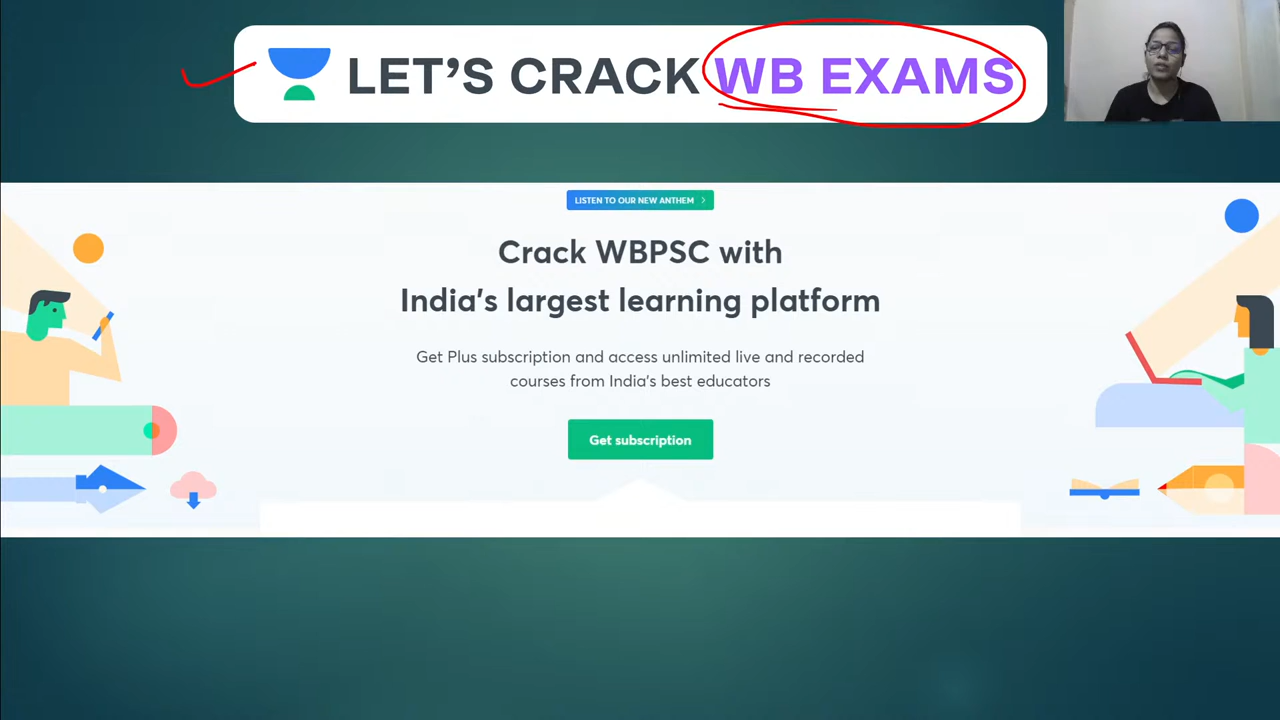 LET'S CRACK WB EXAMS
LISTEN TO OUR NEW ANTHEM
Crack WBPSC with
India's largest learning platform
Get Plus subscription and access unlimited live and recorded
courses from India's best educators
Get subscription